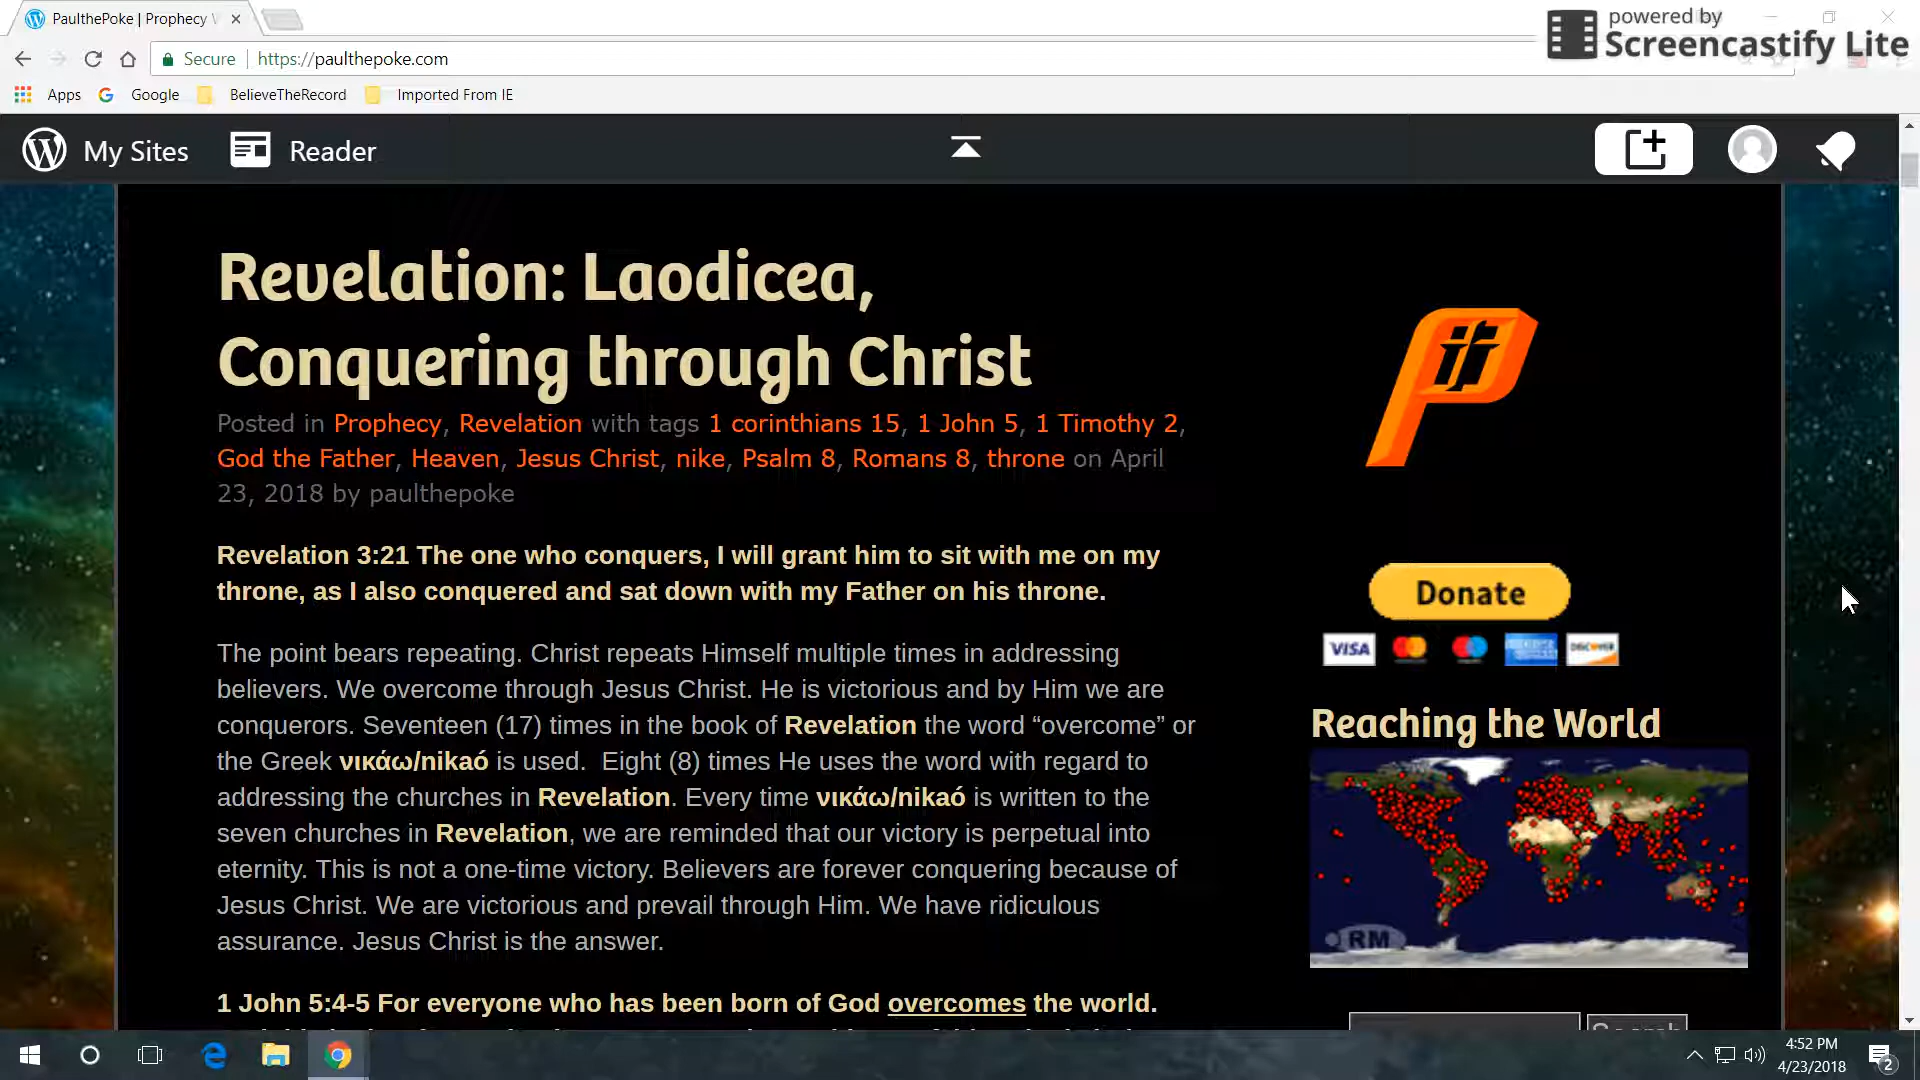 PaulthePoke | Prophecy
powered by
Screencastify Lite
Secure
https://paulthepoke.com
Apps
Google
BelieveTheRecord
Imported From IE
My Sites
Reader
Revelation: Laodicea,
Conquering through Christ
Posted in Prophecy, Revelation with tags 1 corinthians 15, 1 John 5, 1 Timothy 2,
God the Father, Heaven, Jesus Christ, nike, Psalm 8, Romans 8, throne on April
23, 2018 by paulthepoke
Revelation 3:21 The one who conquers, I will grant him to sit with me on my
throne, as I also conquered and sat down with my Father on his throne.
The point bears repeating. Christ repeats Himself multiple times in addressing
believers. We overcome through Jesus Christ. He is victorious and by Him we are
conquerors. Seventeen (17) times in the book of Revelation the word “overcome” or
the Greek νικάω/nikaó is used.  Eight (8) times He uses the word with regard to
addressing the churches in Revelation. Every time νικάω/nikaó is written to the
seven churches in Revelation, we are reminded that our victory is perpetual into
eternity. This is not a one-time victory. Believers are forever conquering because of
Jesus Christ. We are victorious and prevail through Him. We have ridiculous
assurance. Jesus Christ is the answer.
1 John 5:4-5 For everyone who has been born of God overcomes the world.
Donate
VISA
DISCOVER
Reaching the World
RM
Search
4:52 PM
4/23/2018
2